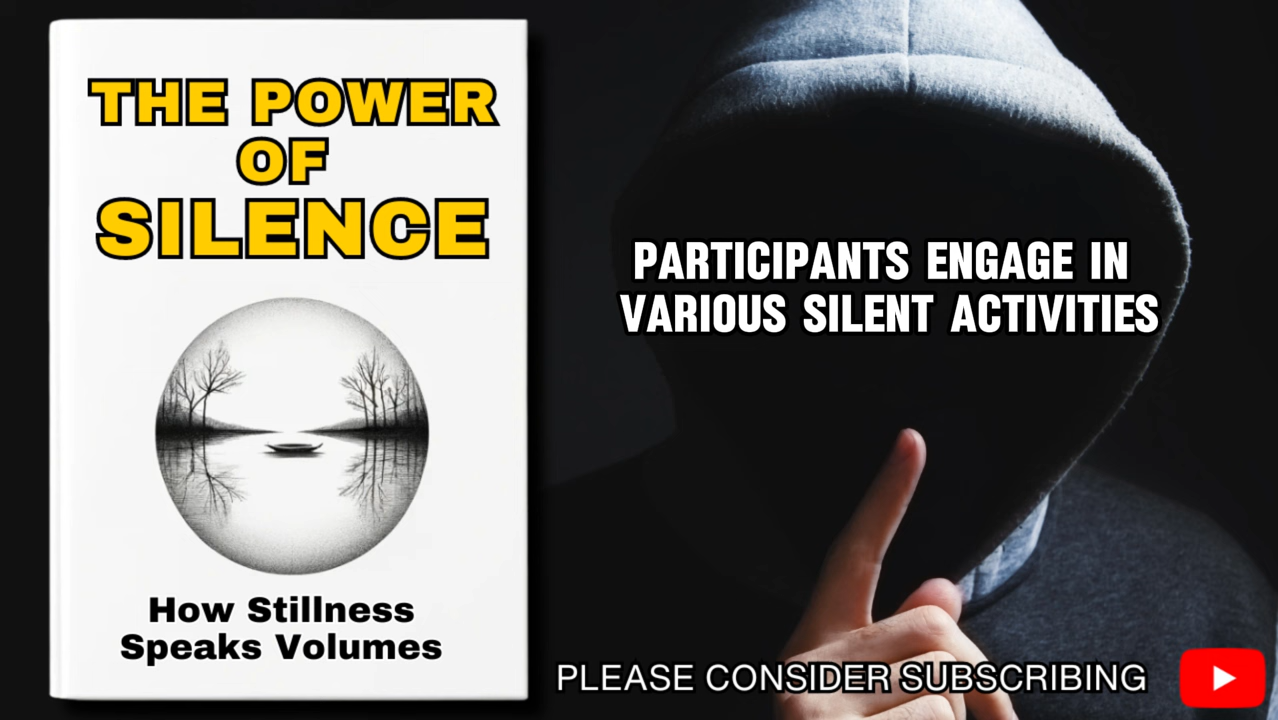 THE POWER
OF
SILENCE
How Stillness
Speaks Volumes
PARTICIPANTS ENGAGE IN
VARIOUS SILENT ACTIVITIES
PLEASE CONSIDER SUBSCRIBING